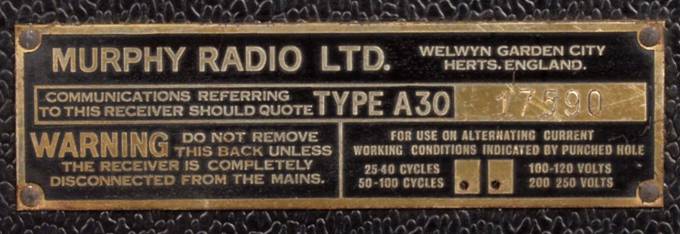 MURPHY RADIO LTD. WELWYN GARDEN CITY
HERTS. ENGLAND.
COMMUNICATIONS REFERRING
TO THIS RECEIVER SHOULD QUOTE TYPE A30 17590
WARNING DO NOT REMOVE
THIS BACK UNLESS
THE RECEIVER IS COMPLETELY
DISCONNECTED FROM THE MAINS.
FOR USE ON ALTERNATING CURRENT
WORKING CONDITIONS INDICATED BY PUNCHED HOLE
25-40 CYCLES 100-120 VOLTS
50-100 CYCLES 200 250 VOLTS